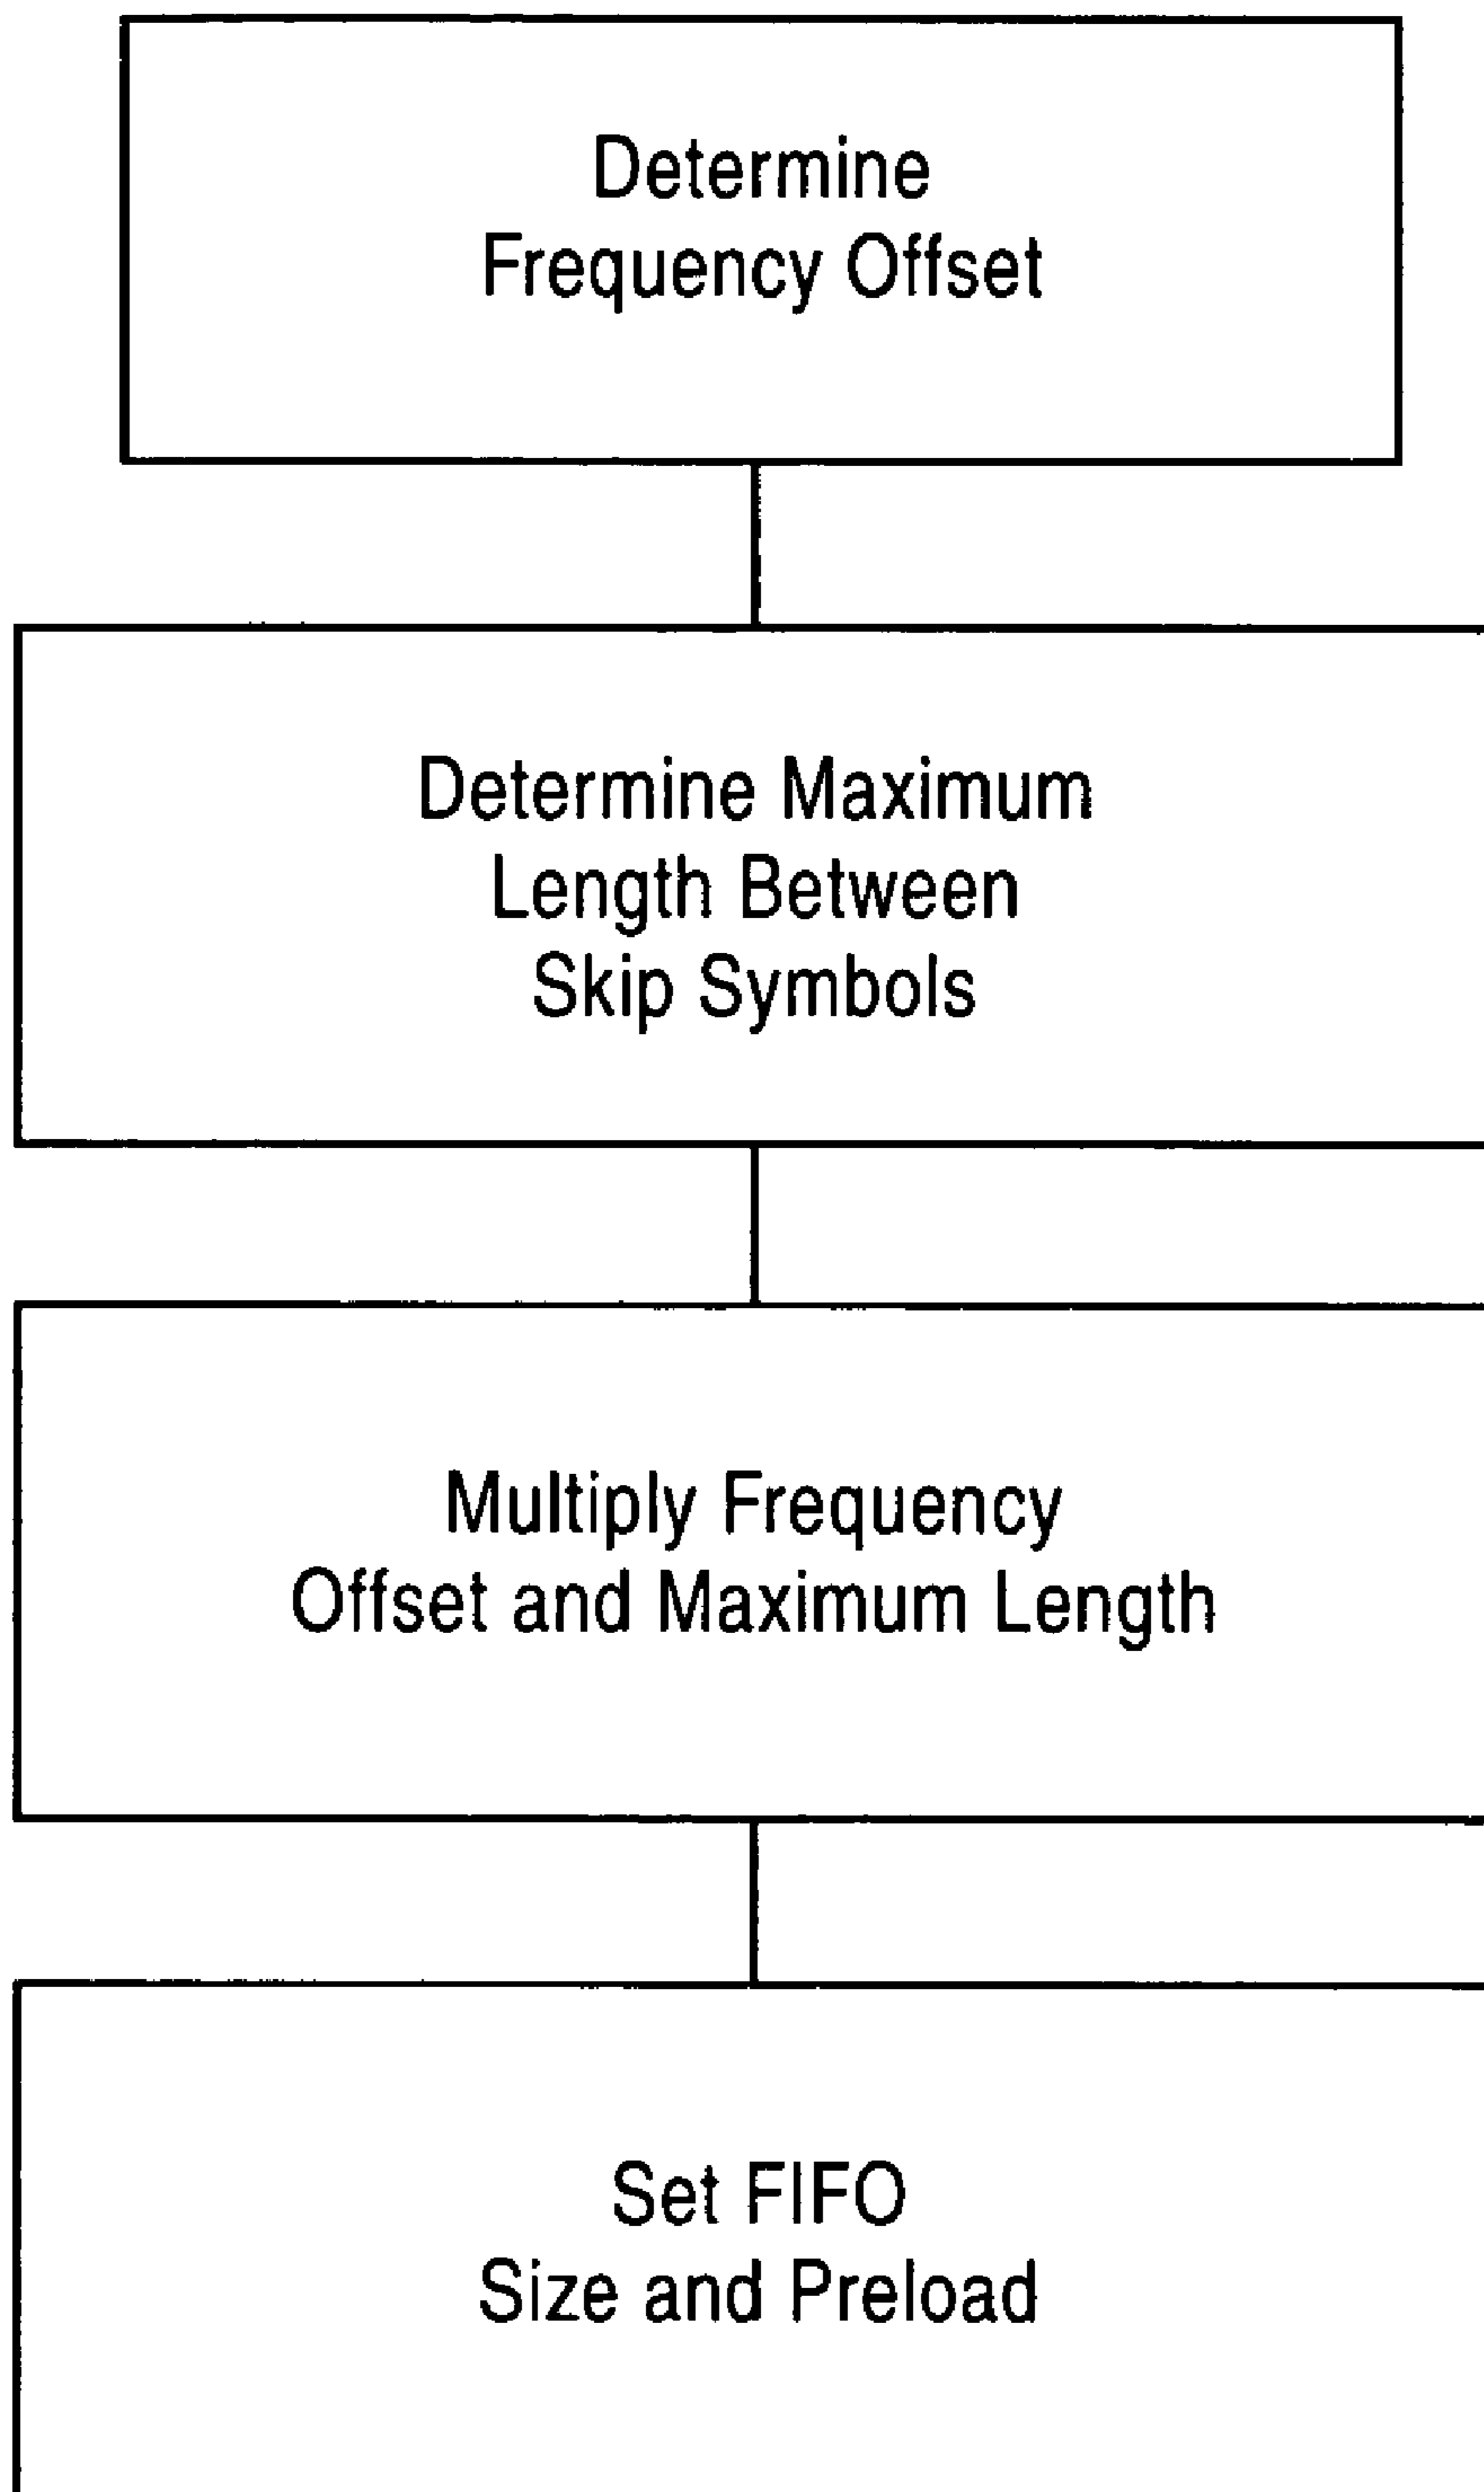 Determine
Frequency Offset
Determine Maximum
Length Between
Skip Symbols
Multiply Frequency
Offset and Maximum Length
Set FIFO
Size and Preload